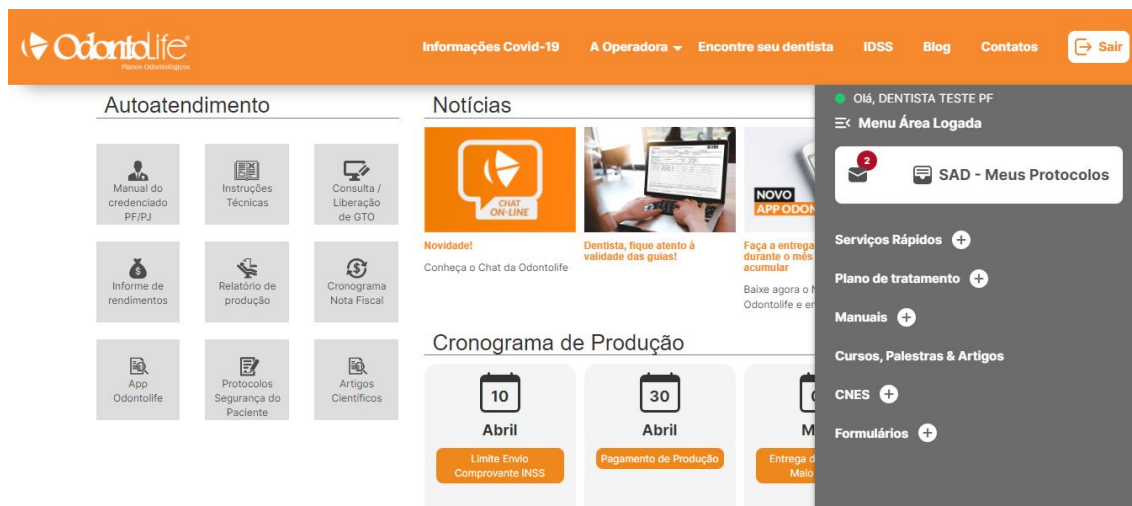 OdontoLife®
Planos Odontológicos
Informações Covid-19
A Operadora
Encontre seu dentista
IDSS
Blog
Contatos
Sair
Autoatendimento
Manual do
credenciado
PF/PJ
Instruções
Técnicas
Consulta /
Liberação
de GTO
Informe de
rendimentos
Relatório de
produção
Cronograma
Nota Fiscal
App
Odontolife
Protocolos
Segurança do
Paciente
Artigos
Científicos
Notícias
CHAT
ON-LINE
Novidade!
Conheça o Chat da Odontolife
Dentista, fique atento à
validade das guias!
NOVO
APP ODON
Faça a entrega
durante o mês
acumular
Baixe agora o
Odontolife e
Cronograma de Produção
10
Abril
Limite Envio
Comprovante INSS
30
Abril
Pagamento de Produção
M
Entrega d
Maio
Olá, DENTISTA TESTE PF
Menu Área Logada
2
SAD - Meus Protocolos
Serviços Rápidos
Plano de tratamento
Manuais
Cursos, Palestras & Artigos
CNES
Formulários